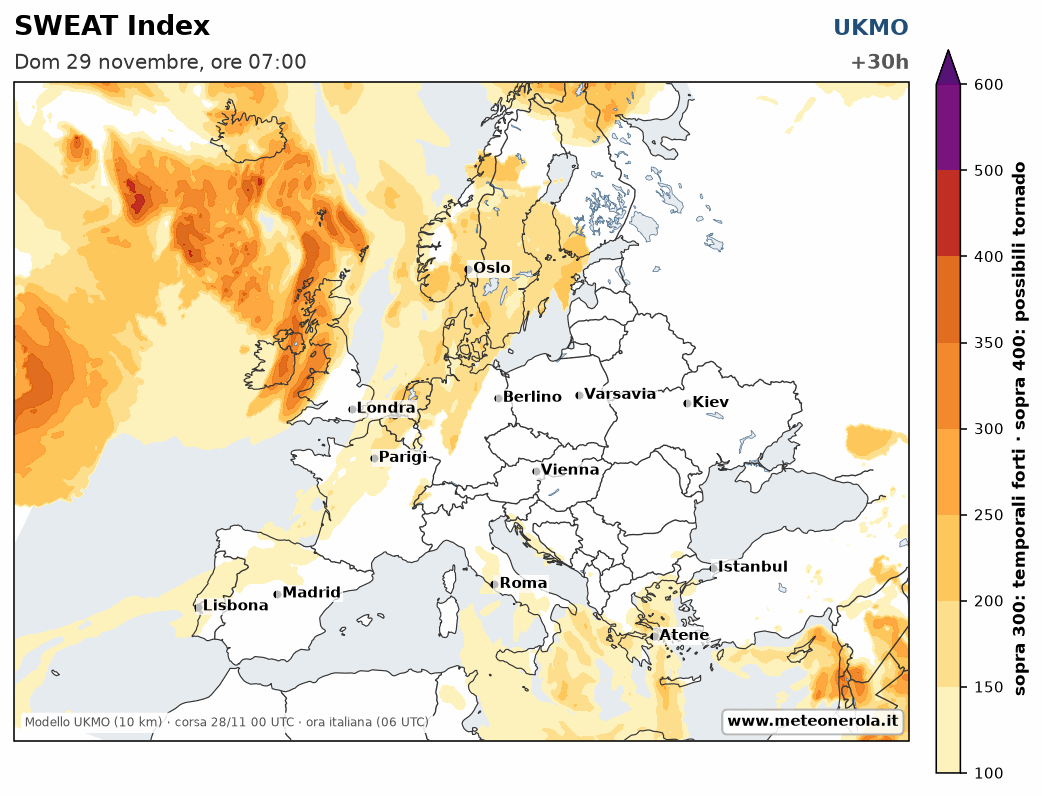 SWEAT Index
UKMO
Dom 29 novembre, ore 07:00
+30h
600
500
400
350
300
250
200
150
100
sopra 300: temporali forti · sopra 400: possibili tornado
Oslo
Berlino
Varsavia
Kiev
Londra
Parigi
Vienna
Istanbul
Roma
Madrid
Lisbona
Atene
Modello UKMO (10 km) · corsa 28/11 00 UTC · ora italiana (06 UTC)
www.meteonerola.it